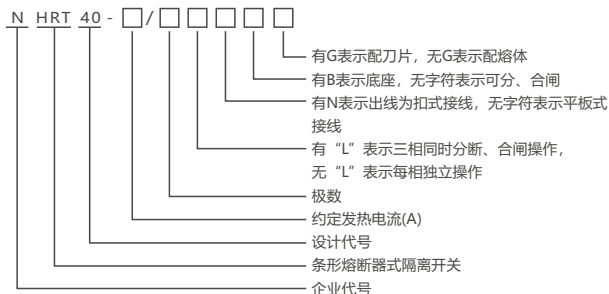 N HRT 40 - □ / □ □ □ □ □
有G表示配刀片，无G表示配熔体
有B表示底座，无字符表示可分、合闸
有N表示出线为扣式接线，无字符表示平板式
接线
有“L”表示三相同时分断、合闸操作，
无“L”表示每相独立操作
极数
约定发热电流(A)
设计代号
条形熔断器式隔离开关
企业代号